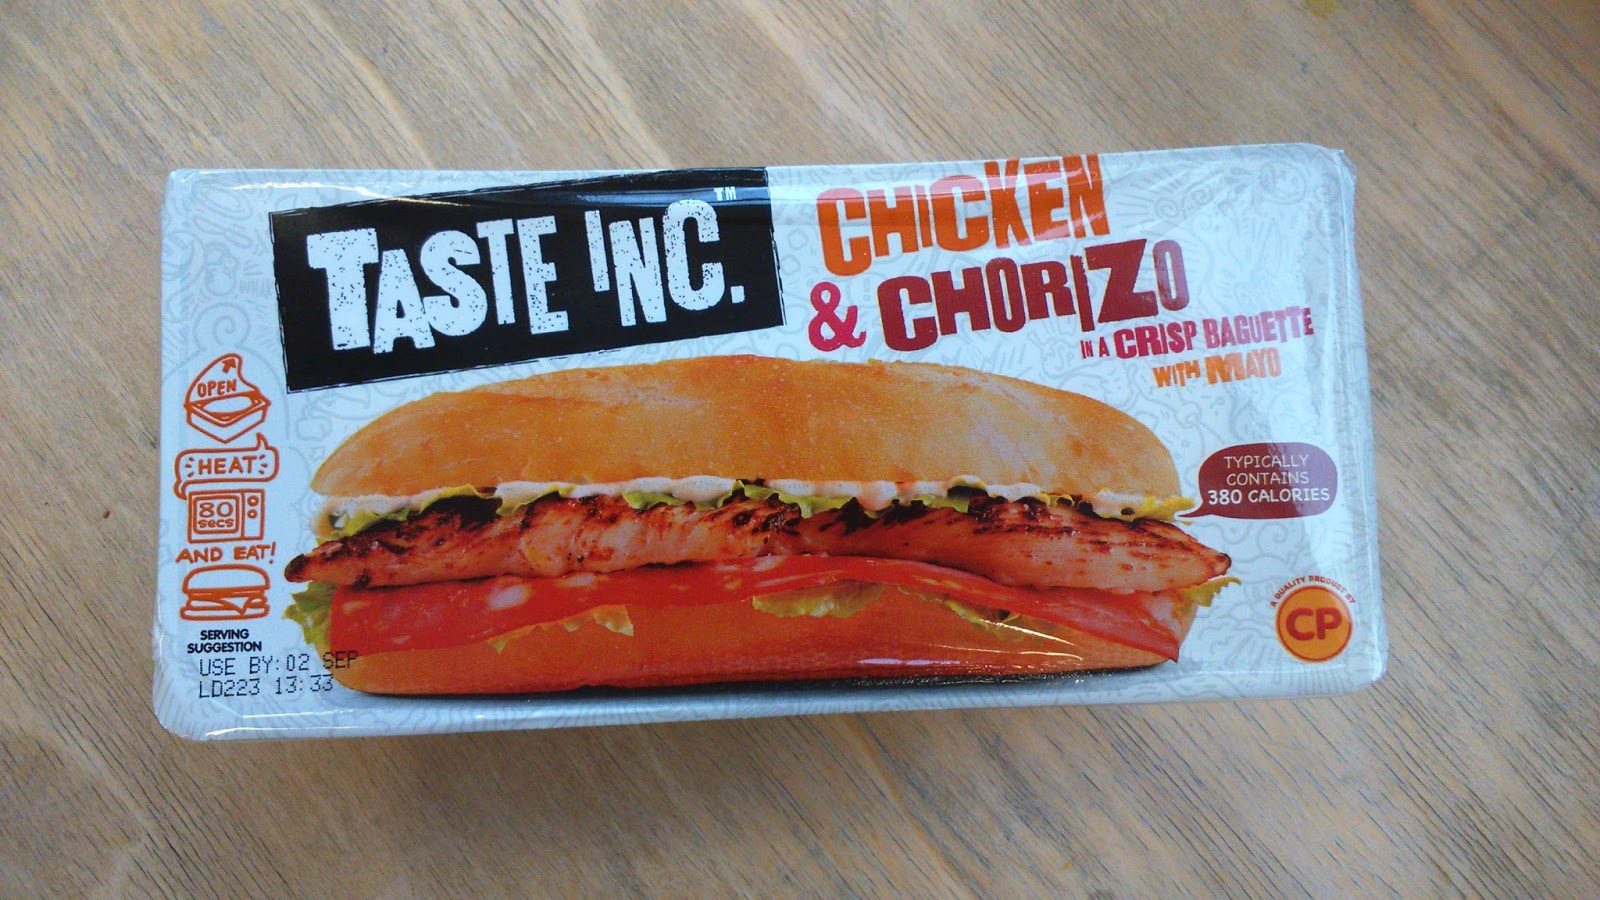 TASTE INC.™
CHICKEN
& CHORIZO
IN A CRISP BAGUETTE
WITH MAYO
OPEN
HEAT
80
secs
AND EAT!
SERVING
SUGGESTION
USE BY: 02 SEP
LD223 13:33
TYPICALLY
CONTAINS
380 CALORIES
A QUALITY PRODUCT BY
CP